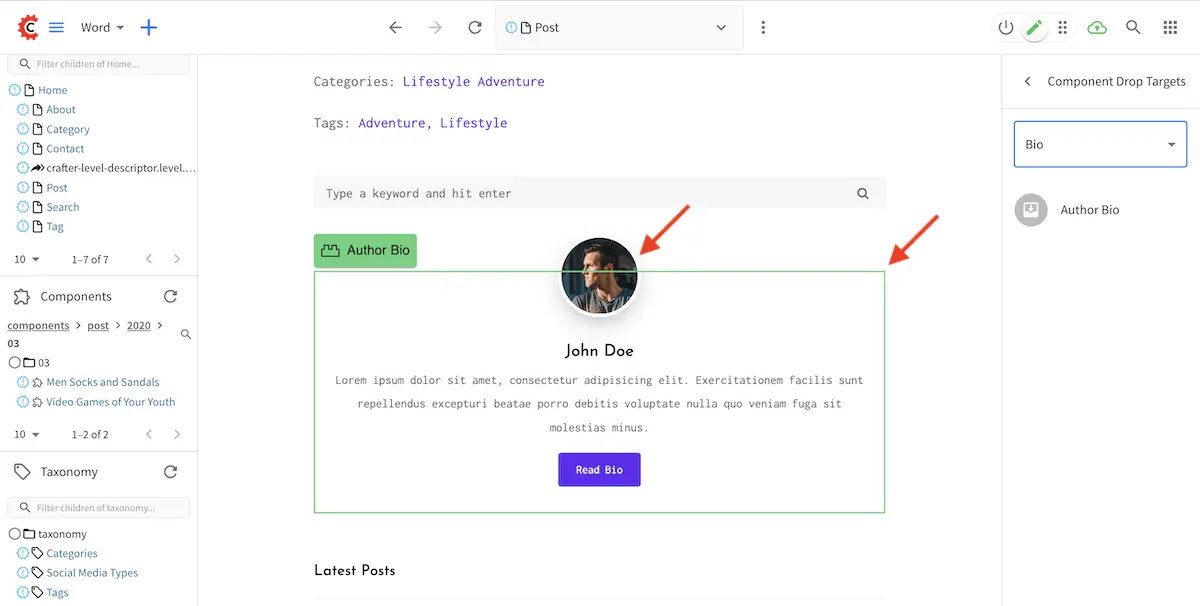 C
Word
Post
Filter children of Home...
Home
About
Category
Contact
crafter-level-descriptor.level....
Post
Search
Tag
10
1–7 of 7
Components
components > post > 2020 >
03
03
Men Socks and Sandals
Video Games of Your Youth
10
1–2 of 2
Taxonomy
Filter children of taxonomy...
taxonomy
Categories
Social Media Types
Tags
Categories: Lifestyle Adventure
Tags: Adventure, Lifestyle
Type a keyword and hit enter
Author Bio
John Doe
Lorem ipsum dolor sit amet, consectetur adipisicing elit. Exercitationem facilis sunt
repellendus excepturi beatae porro debitis voluptate nulla quo veniam fuga sit
molestias minus.
Read Bio
Latest Posts
Component Drop Targets
Bio
Author Bio